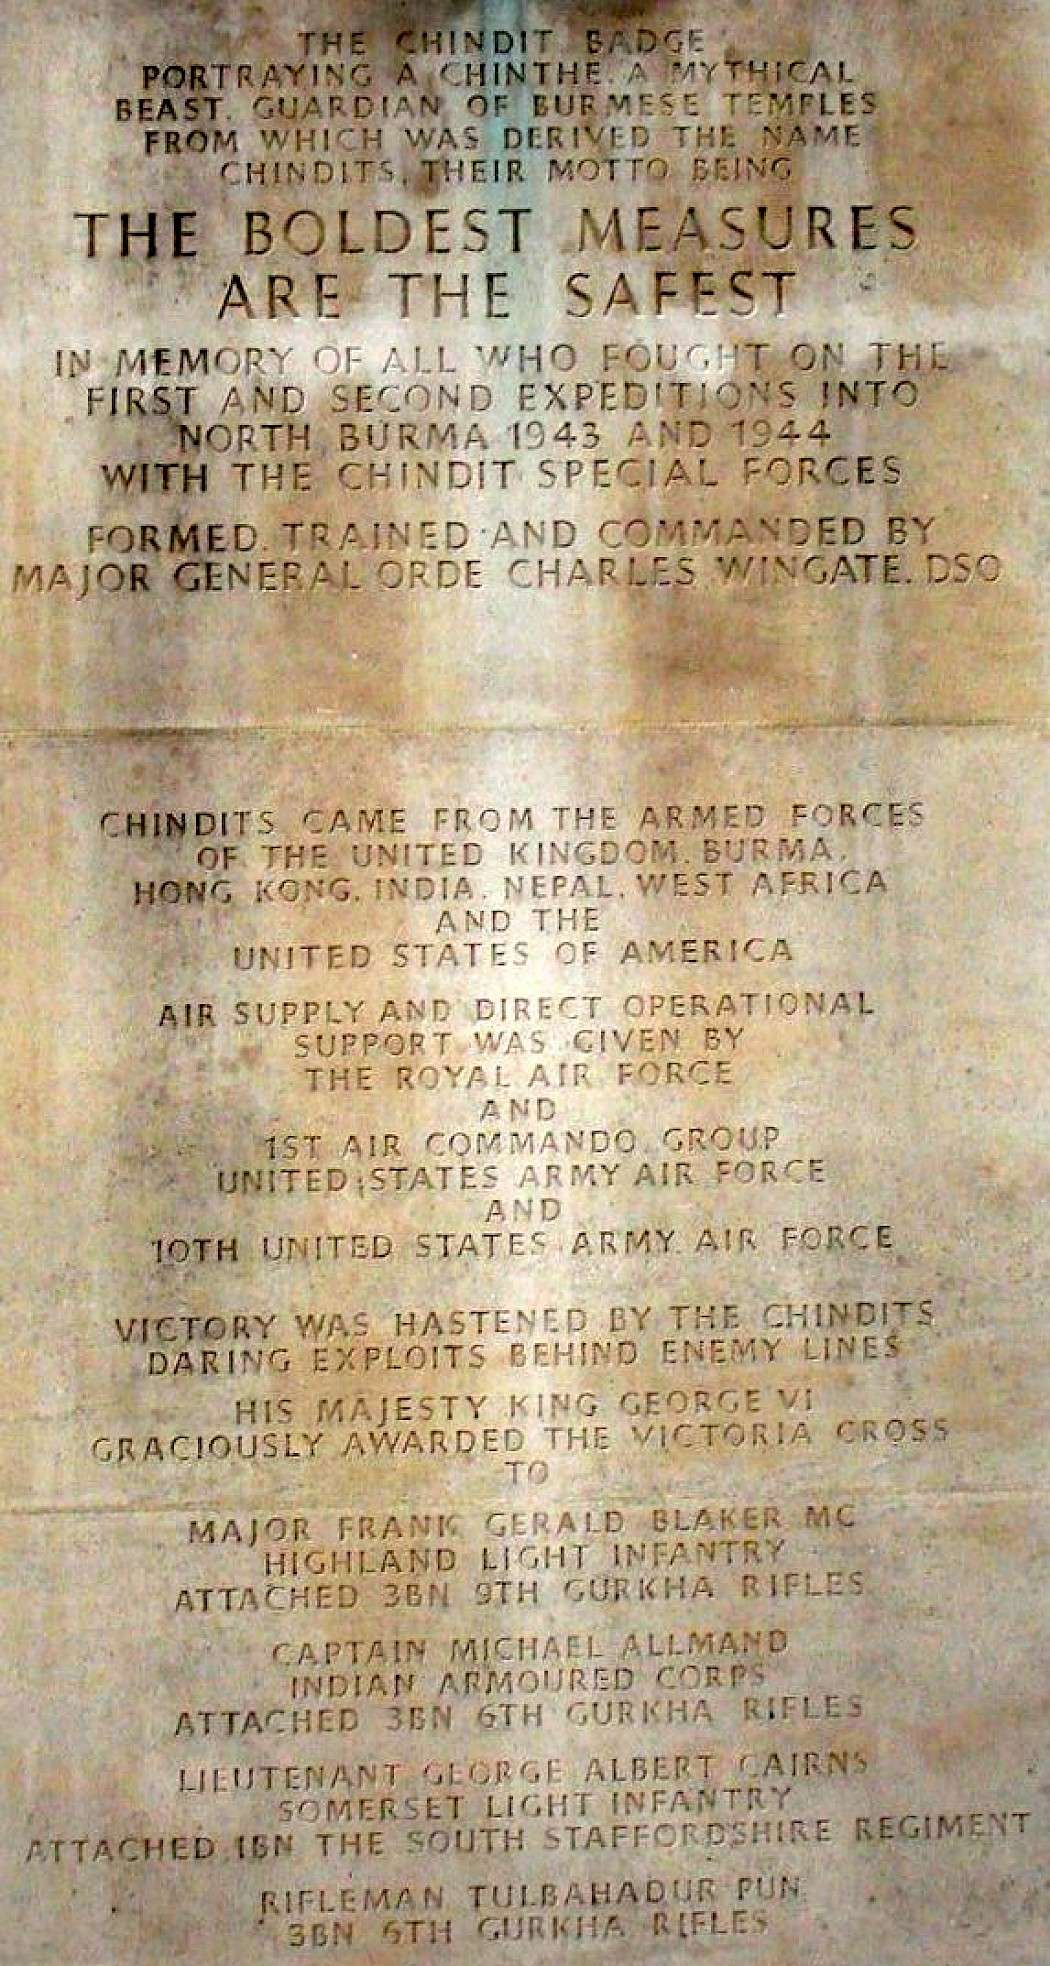 THE CHINDIT BADGE
PORTRAYING A CHINTHE. A MYTHICAL
BEAST. GUARDIAN OF BURMESE TEMPLES
FROM WHICH WAS DERIVED THE NAME
CHINDITS. THEIR MOTTO BEING
THE BOLDEST MEASURES
ARE THE SAFEST
IN MEMORY OF ALL WHO FOUGHT ON THE
FIRST AND SECOND EXPEDITIONS INTO
NORTH BURMA 1943 AND 1944
WITH THE CHINDIT SPECIAL FORCES
FORMED. TRAINED AND COMMANDED BY
MAJOR GENERAL ORDE CHARLES WINGATE. DSO
CHINDITS CAME FROM THE ARMED FORCES
OF THE UNITED KINGDOM. BURMA.
HONG KONG. INDIA. NEPAL. WEST AFRICA
AND THE
UNITED STATES OF AMERICA
AIR SUPPLY AND DIRECT OPERATIONAL
SUPPORT WAS GIVEN BY
THE ROYAL AIR FORCE
AND
1ST AIR COMMANDO GROUP
UNITED STATES ARMY AIR FORCE
AND
10TH UNITED STATES ARMY AIR FORCE
VICTORY WAS HASTENED BY THE CHINDITS
DARING EXPLOITS BEHIND ENEMY LINES
HIS MAJESTY KING GEORGE VI
GRACIOUSLY AWARDED THE VICTORIA CROSS
TO
MAJOR FRANK GERALD BLAKER MC
HIGHLAND LIGHT INFANTRY
ATTACHED 3BN 9TH GURKHA RIFLES
CAPTAIN MICHAEL ALLMAND
INDIAN ARMOURED CORPS
ATTACHED 3BN 6TH GURKHA RIFLES
LIEUTENANT GEORGE ALBERT CAIRNS
SOMERSET LIGHT INFANTRY
ATTACHED 1BN THE SOUTH STAFFORDSHIRE REGIMENT
RIFLEMAN TULBAHADUR PUN
3BN 6TH GURKHA RIFLES